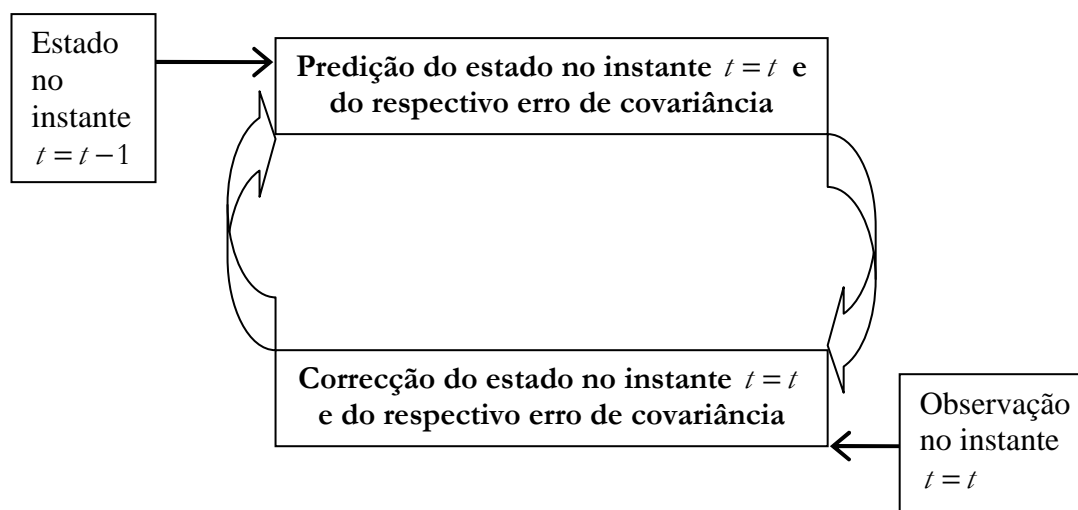 Estado
no
instante
t = t − 1
Predição do estado no instante t = t e
do respectivo erro de covariância
Correcção do estado no instante t = t
e do respectivo erro de covariância
Observação
no instante
t = t